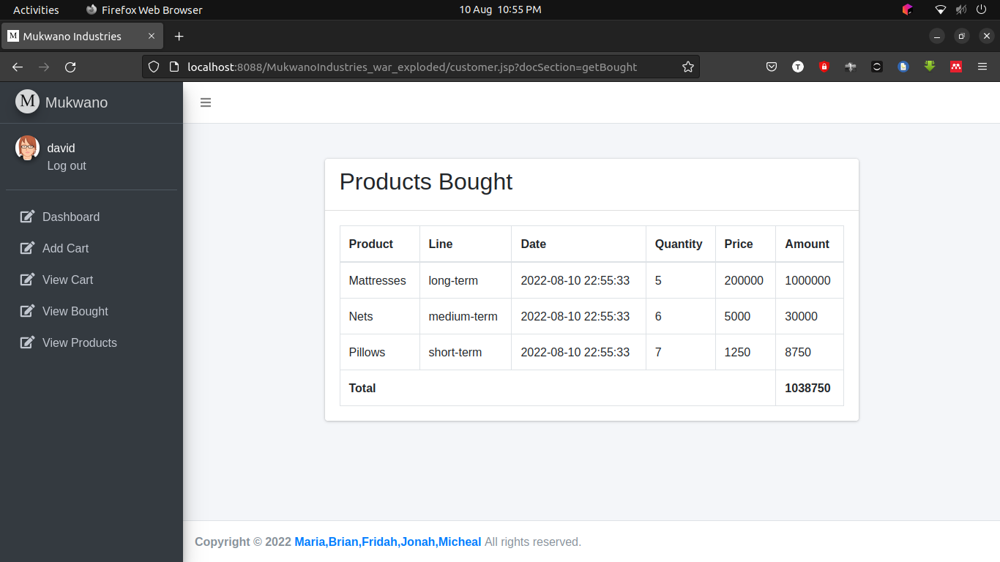 Activities Firefox Web Browser 10 Aug 10:55 PM
M Mukwano Industries
localhost:8088/MukwanoIndustries_war_exploded/customer.jsp?docSection=getBought
T
M Mukwano
david
Log out
Dashboard
Add Cart
View Cart
View Bought
View Products
Products Bought
Product Line Date Quantity Price Amount
Mattresses long-term 2022-08-10 22:55:33 5 200000 1000000
Nets medium-term 2022-08-10 22:55:33 6 5000 30000
Pillows short-term 2022-08-10 22:55:33 7 1250 8750
Total 1038750
Copyright © 2022 Maria,Brian,Fridah,Jonah,Micheal All rights reserved.